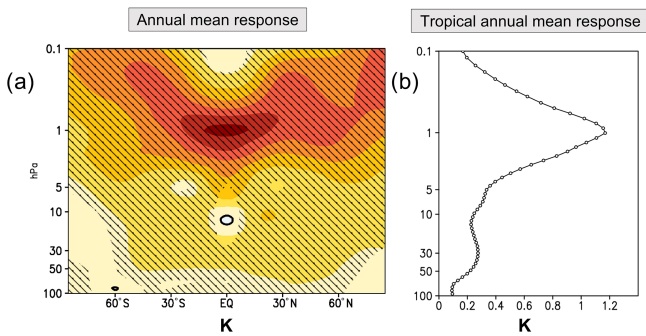 Annual mean response
Tropical annual mean response
(a)
hPa
0.1
1
5
10
30
50
100
60°S 30°S EQ 30°N 60°N
K
(b)
0.1
1
5
10
30
50
100
0 0.2 0.4 0.6 0.8 1 1.2
K